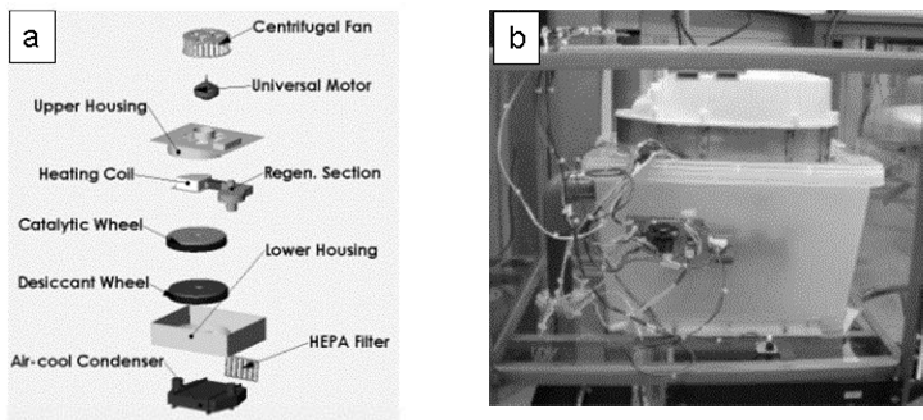 a
b
Centrifugal Fan
Universal Motor
Upper Housing
Heating Coil
Regen. Section
Catalytic Wheel
Lower Housing
Desiccant Wheel
HEPA Filter
Air-cool Condenser